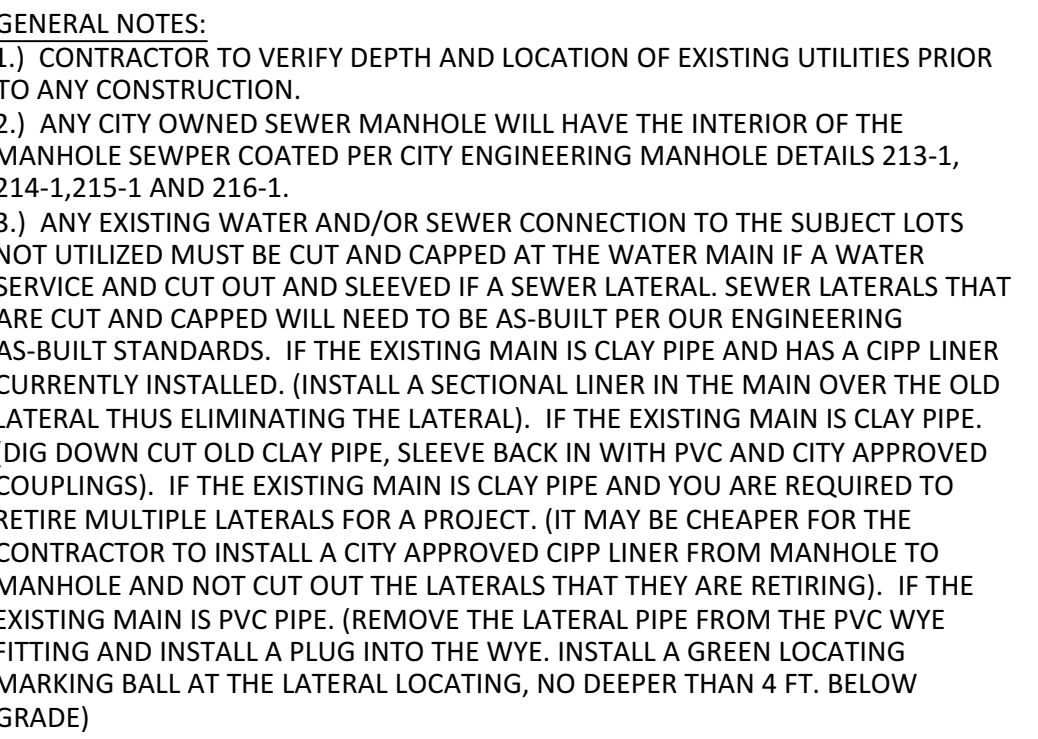 GENERAL NOTES:
1.) CONTRACTOR TO VERIFY DEPTH AND LOCATION OF EXISTING UTILITIES PRIOR
TO ANY CONSTRUCTION.
2.) ANY CITY OWNED SEWER MANHOLE WILL HAVE THE INTERIOR OF THE
MANHOLE SEWPER COATED PER CITY ENGINEERING MANHOLE DETAILS 213-1,
214-1,215-1 AND 216-1.
3.) ANY EXISTING WATER AND/OR SEWER CONNECTION TO THE SUBJECT LOTS
NOT UTILIZED MUST BE CUT AND CAPPED AT THE WATER MAIN IF A WATER
SERVICE AND CUT OUT AND SLEEVED IF A SEWER LATERAL. SEWER LATERALS THAT
ARE CUT AND CAPPED WILL NEED TO BE AS-BUILT PER OUR ENGINEERING
AS-BUILT STANDARDS. IF THE EXISTING MAIN IS CLAY PIPE AND HAS A CIPP LINER
CURRENTLY INSTALLED. (INSTALL A SECTIONAL LINER IN THE MAIN OVER THE OLD
LATERAL THUS ELIMINATING THE LATERAL). IF THE EXISTING MAIN IS CLAY PIPE.
(DIG DOWN CUT OLD CLAY PIPE, SLEEVE BACK IN WITH PVC AND CITY APPROVED
COUPLINGS). IF THE EXISTING MAIN IS CLAY PIPE AND YOU ARE REQUIRED TO
RETIRE MULTIPLE LATERALS FOR A PROJECT. (IT MAY BE CHEAPER FOR THE
CONTRACTOR TO INSTALL A CITY APPROVED CIPP LINER FROM MANHOLE TO
MANHOLE AND NOT CUT OUT THE LATERALS THAT THEY ARE RETIRING). IF THE
EXISTING MAIN IS PVC PIPE. (REMOVE THE LATERAL PIPE FROM THE PVC WYE
FITTING AND INSTALL A PLUG INTO THE WYE. INSTALL A GREEN LOCATING
MARKING BALL AT THE LATERAL LOCATING, NO DEEPER THAN 4 FT. BELOW
GRADE)